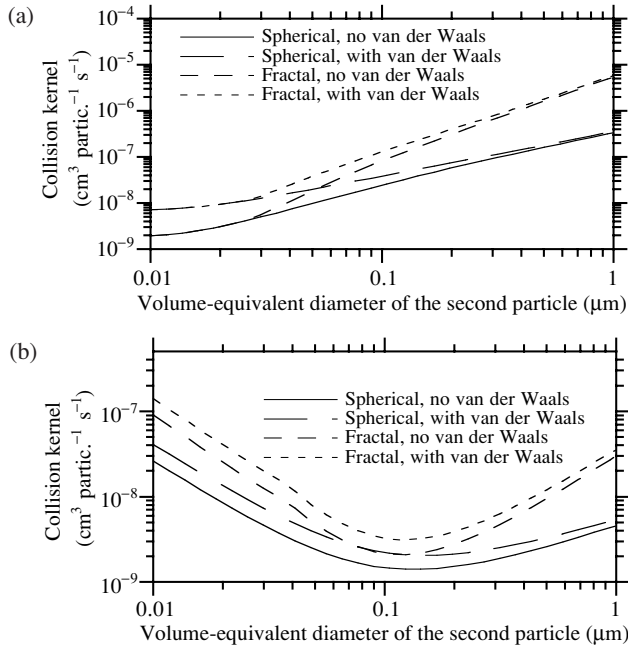 (a)
Collision kernel
(cm³ partic.⁻¹ s⁻¹)
10⁻⁴
10⁻⁵
10⁻⁶
10⁻⁷
10⁻⁸
10⁻⁹
Spherical, no van der Waals
Spherical, with van der Waals
Fractal, no van der Waals
Fractal, with van der Waals
0.01 0.1 1
Volume-equivalent diameter of the second particle (μm)
(b)
Collision kernel
(cm³ partic.⁻¹ s⁻¹)
10⁻⁷
10⁻⁸
10⁻⁹
Spherical, no van der Waals
Spherical, with van der Waals
Fractal, no van der Waals
Fractal, with van der Waals
0.01 0.1 1
Volume-equivalent diameter of the second particle (μm)